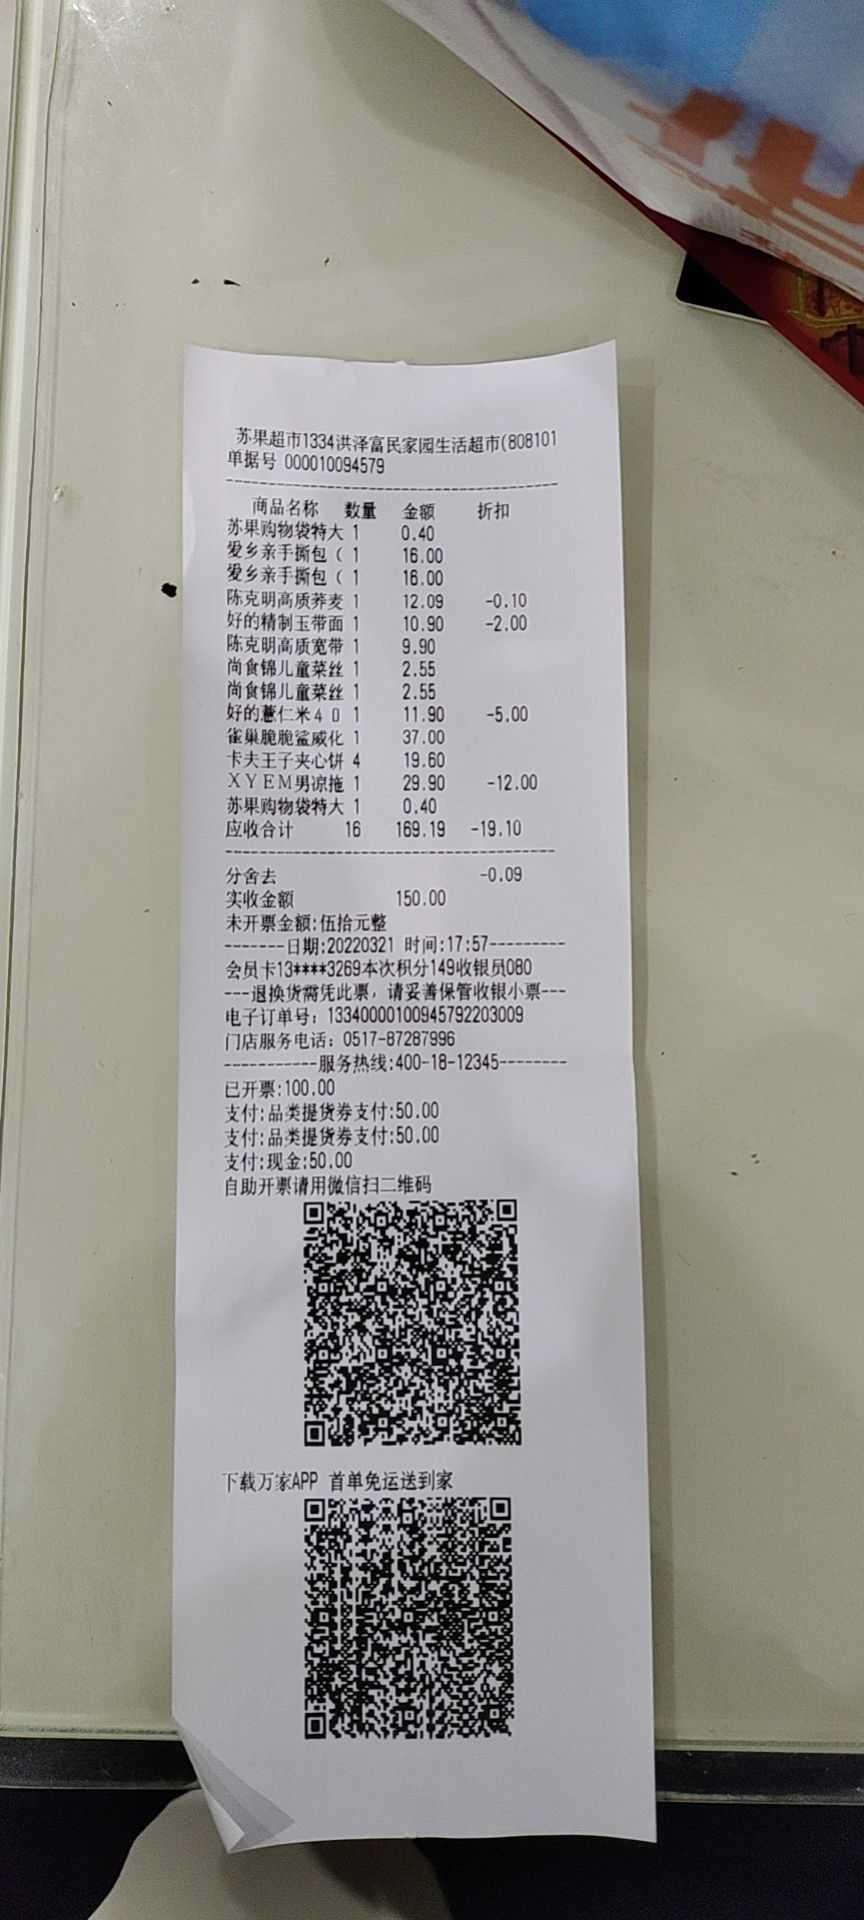 苏果超市1334洪泽富民家园生活超市(808101
单据号 000010094579
商品名称 数量 金额 折扣
苏果购物袋特大 1 0.40
爱乡亲手撕包（ 1 16.00
爱乡亲手撕包（ 1 16.00
陈克明高质荞麦 1 12.09 -0.10
好的精制玉带面 1 10.90 -2.00
陈克明高质宽带 1 9.90
尚食锦儿童菜丝 1 2.55
尚食锦儿童菜丝 1 2.55
好的薏仁米４０ 1 11.90 -5.00
雀巢脆脆鲨威化 1 37.00
卡夫王子夹心饼 4 19.60
ＸＹＥＭ男凉拖 1 29.90 -12.00
苏果购物袋特大 1 0.40
应收合计 16 169.19 -19.10
分舍去 -0.09
实收金额 150.00
未开票金额:伍拾元整
-------日期:20220321 时间:17:57---------
会员卡13****3269本次积分149收银员080
---退换货需凭此票，请妥善保管收银小票---
电子订单号：13340000100945792203009
门店服务电话：0517-87287996
-----------服务热线:400-18-12345--------
已开票:100.00
支付:品类提货券支付:50.00
支付:品类提货券支付:50.00
支付:现金:50.00
自助开票请用微信扫二维码
下载万家APP 首单免运送到家